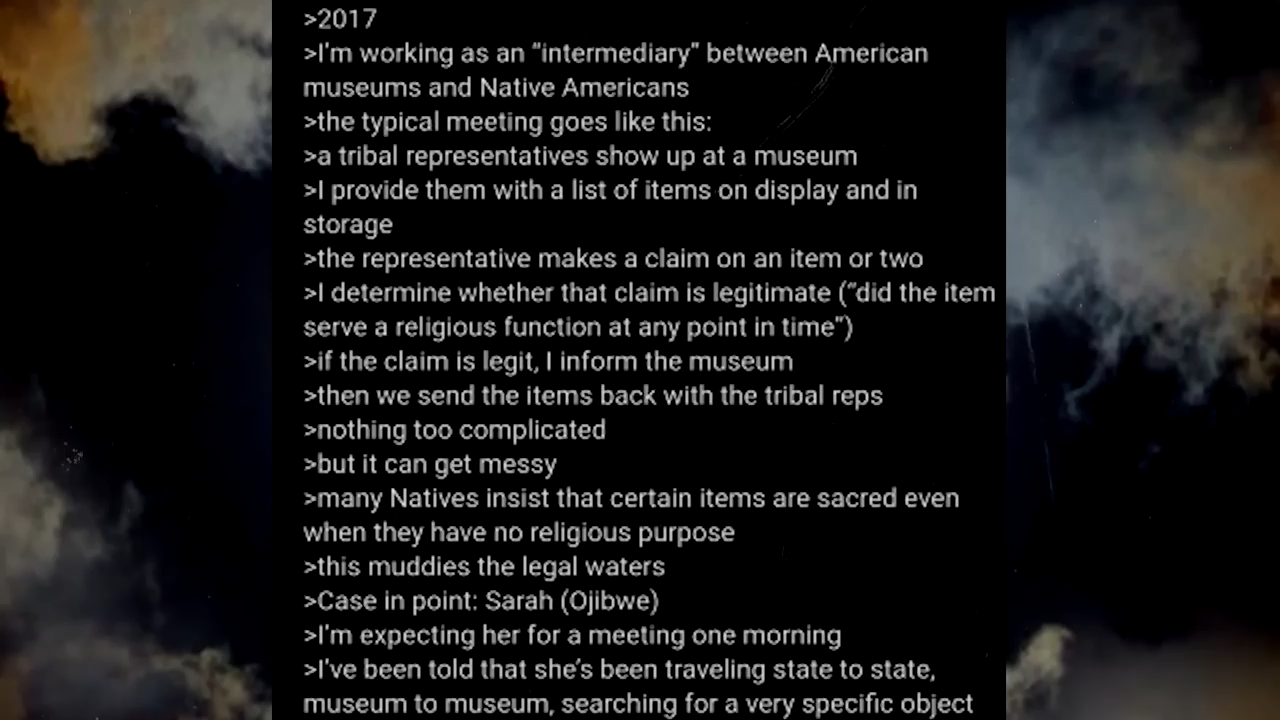 >2017
>I'm working as an “intermediary” between American
museums and Native Americans
>the typical meeting goes like this:
>a tribal representatives show up at a museum
>I provide them with a list of items on display and in
storage
>the representative makes a claim on an item or two
>I determine whether that claim is legitimate (“did the item
serve a religious function at any point in time”)
>if the claim is legit, I inform the museum
>then we send the items back with the tribal reps
>nothing too complicated
>but it can get messy
>many Natives insist that certain items are sacred even
when they have no religious purpose
>this muddies the legal waters
>Case in point: Sarah (Ojibwe)
>I'm expecting her for a meeting one morning
>I've been told that she’s been traveling state to state,
museum to museum, searching for a very specific object